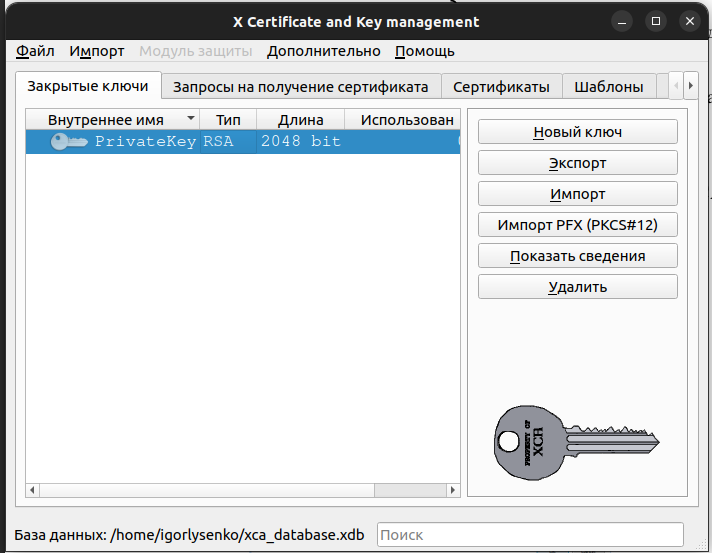 X Certificate and Key management
Файл Импорт Модуль защиты Дополнительно Помощь
Закрытые ключи Запросы на получение сертификата Сертификаты Шаблоны
Внутреннее имя Тип Длина Использован
PrivateKey RSA 2048 bit
Новый ключ
Экспорт
Импорт
Импорт PFX (PKCS#12)
Показать сведения
Удалить
PROPERTY OF
XCA
База данных: /home/igorlysenko/xca_database.xdb Поиск